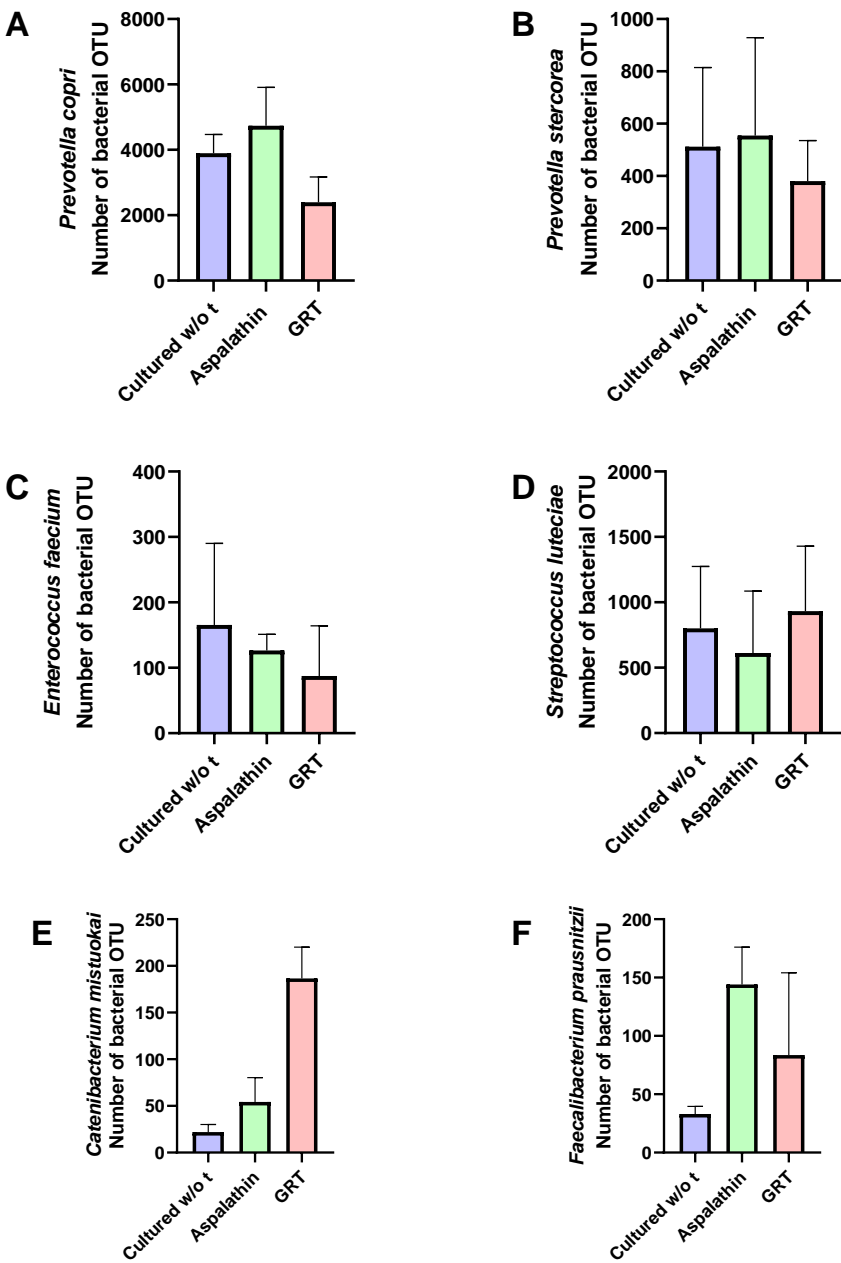 A
Prevotella copri
Number of bacterial OTU
8000
6000
4000
2000
0
Cultured w/o t
Aspalathin
GRT
B
Prevotella stercorea
Number of bacterial OTU
1000
800
600
400
200
0
Cultured w/o t
Aspalathin
GRT
C
Enterococcus faecium
Number of bacterial OTU
400
300
200
100
0
Cultured w/o t
Aspalathin
GRT
D
Streptococcus luteciae
Number of bacterial OTU
2000
1500
1000
500
0
Cultured w/o t
Aspalathin
GRT
E
Catenibacterium mistuokai
Number of bacterial OTU
250
200
150
100
50
0
Cultured w/o t
Aspalathin
GRT
F
Faecalibacterium prausnitzii
Number of bacterial OTU
200
150
100
50
0
Cultured w/o t
Aspalathin
GRT